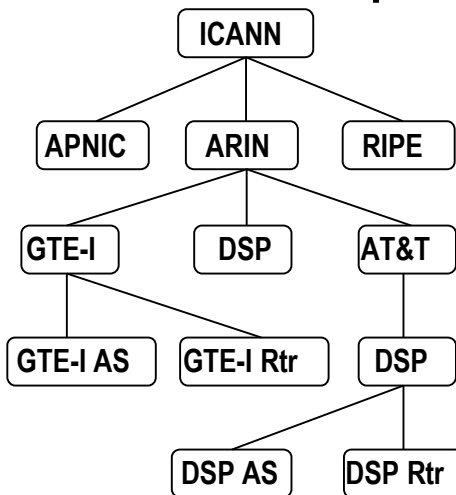 ICANN
APNIC ARIN RIPE
GTE-I DSP AT&T
GTE-I AS GTE-I Rtr DSP
DSP AS DSP Rtr